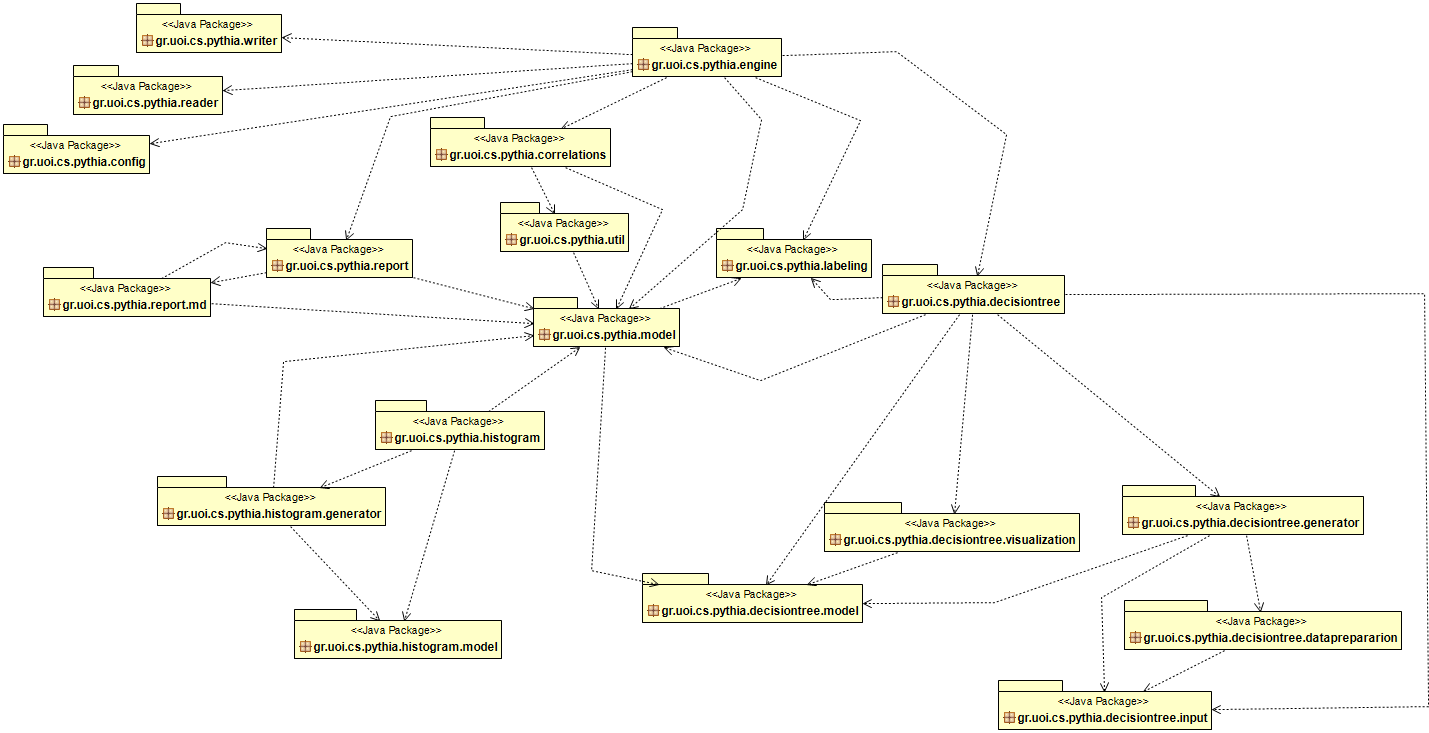 <<Java Package>>
gr.uoi.cs.pythia.writer
<<Java Package>>
gr.uoi.cs.pythia.engine
<<Java Package>>
gr.uoi.cs.pythia.reader
<<Java Package>>
gr.uoi.cs.pythia.config
<<Java Package>>
gr.uoi.cs.pythia.correlations
<<Java Package>>
gr.uoi.cs.pythia.util
<<Java Package>>
gr.uoi.cs.pythia.report
<<Java Package>>
gr.uoi.cs.pythia.labeling
<<Java Package>>
gr.uoi.cs.pythia.report.md
<<Java Package>>
gr.uoi.cs.pythia.decisiontree
<<Java Package>>
gr.uoi.cs.pythia.model
<<Java Package>>
gr.uoi.cs.pythia.histogram
<<Java Package>>
gr.uoi.cs.pythia.histogram.generator
<<Java Package>>
gr.uoi.cs.pythia.decisiontree.visualization
<<Java Package>>
gr.uoi.cs.pythia.decisiontree.generator
<<Java Package>>
gr.uoi.cs.pythia.decisiontree.model
<<Java Package>>
gr.uoi.cs.pythia.histogram.model
<<Java Package>>
gr.uoi.cs.pythia.decisiontree.dataprepararion
<<Java Package>>
gr.uoi.cs.pythia.decisiontree.input